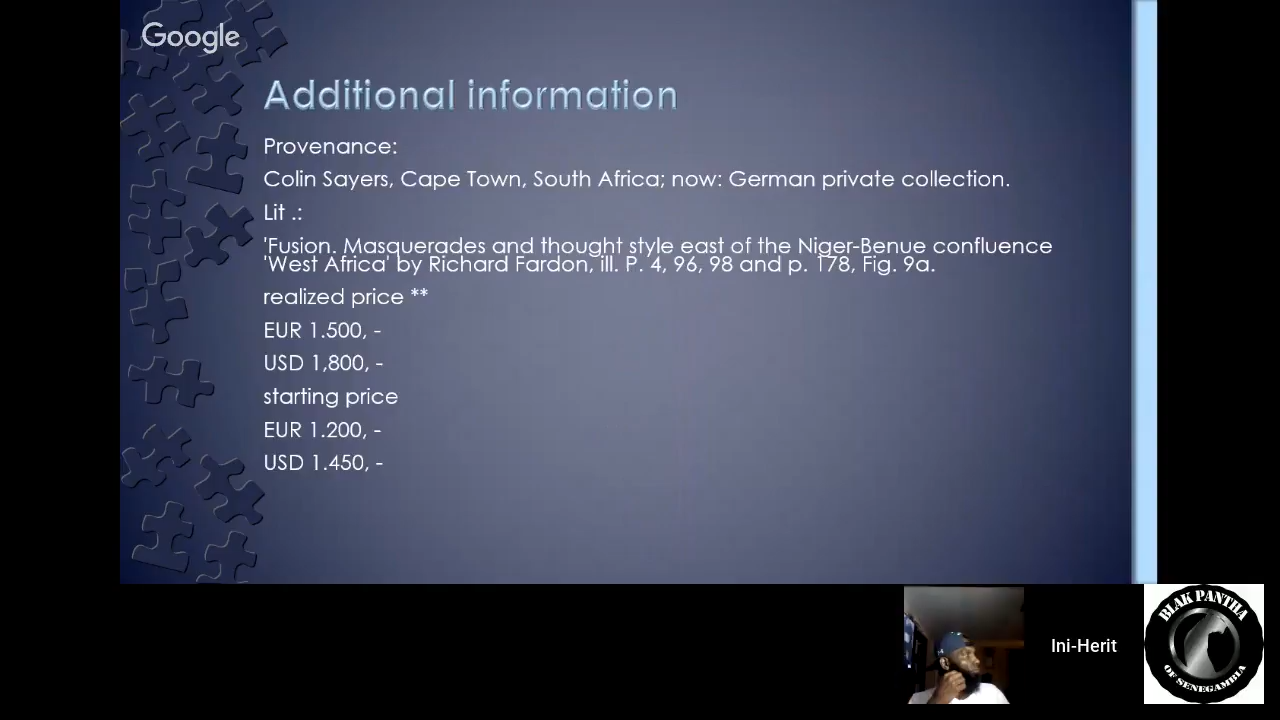 Google
Additional information
Provenance:
Colin Sayers, Cape Town, South Africa; now: German private collection.
Lit .:
'Fusion. Masquerades and thought style east of the Niger-Benue confluence
'West Africa' by Richard Fardon, ill. P. 4, 96, 98 and p. 178, Fig. 9a.
realized price **
EUR 1.500, -
USD 1,800, -
starting price
EUR 1.200, -
USD 1.450, -
Ini-Herit
BLAK PANTHA
OF SENEGAMBIA